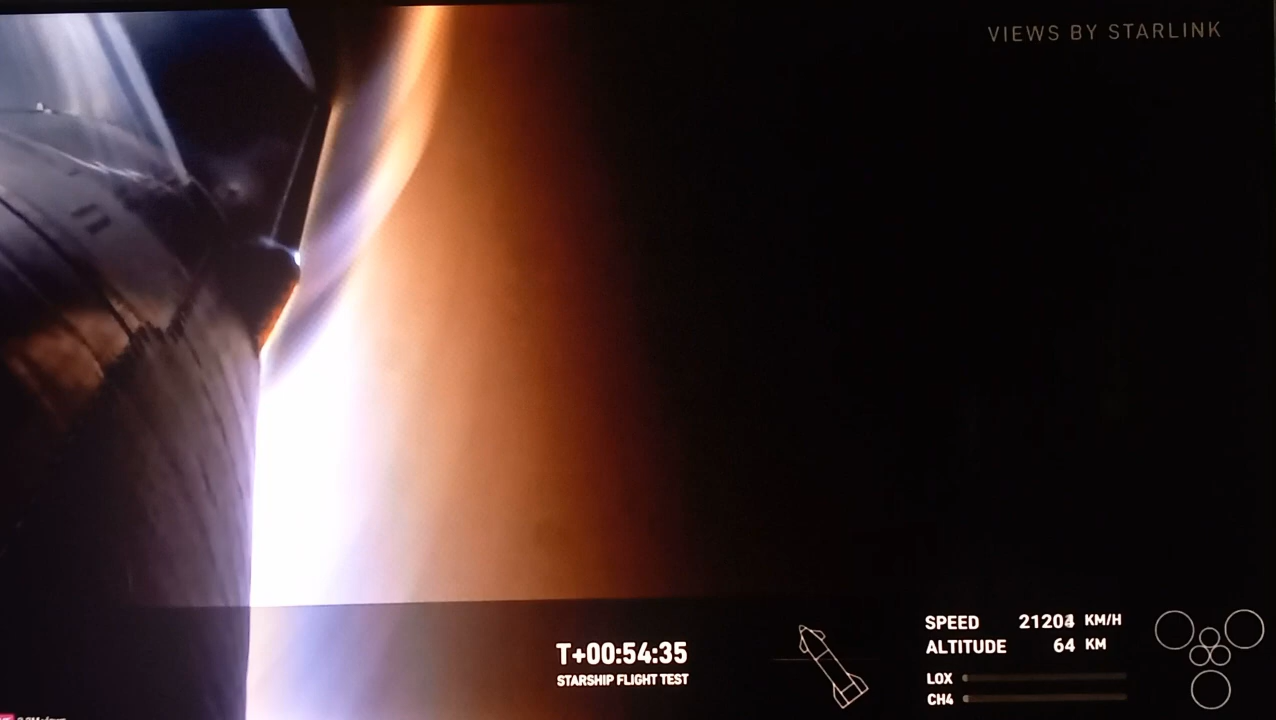 VIEWS BY STARLINK
T+00:54:35
STARSHIP FLIGHT TEST
SPEED KM/H
ALTITUDE 64 KM
LOX
CH4